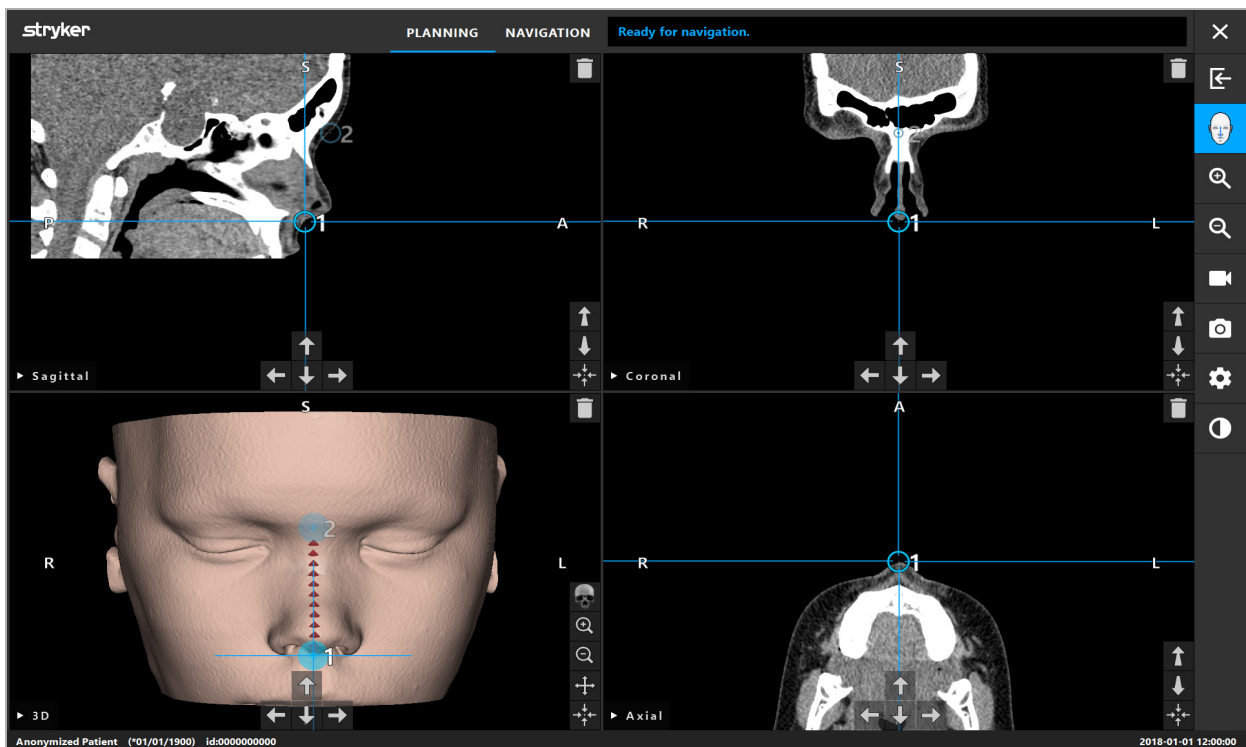 stryker PLANNING NAVIGATION Ready for navigation.
S
2
P
1
A
Sagittal
S
2
R
1
L
Coronal
S
2
R
L
1
3D
A
R
1
L
Axial
Anonymized Patient (*01/01/1900) id:0000000000 2018-01-01 12:00:00